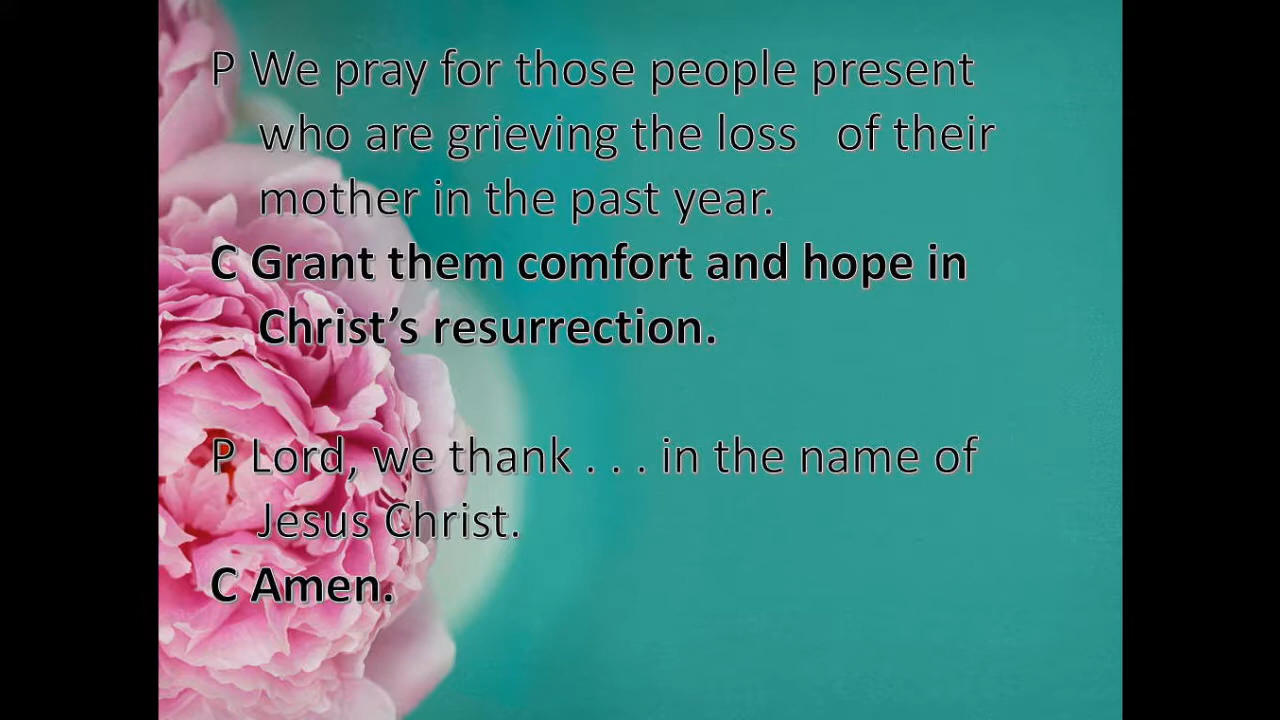 P We pray for those people present
who are grieving the loss   of their
mother in the past year.
C Grant them comfort and hope in
Christ’s resurrection.
P Lord, we thank . . . in the name of
Jesus Christ.
C Amen.